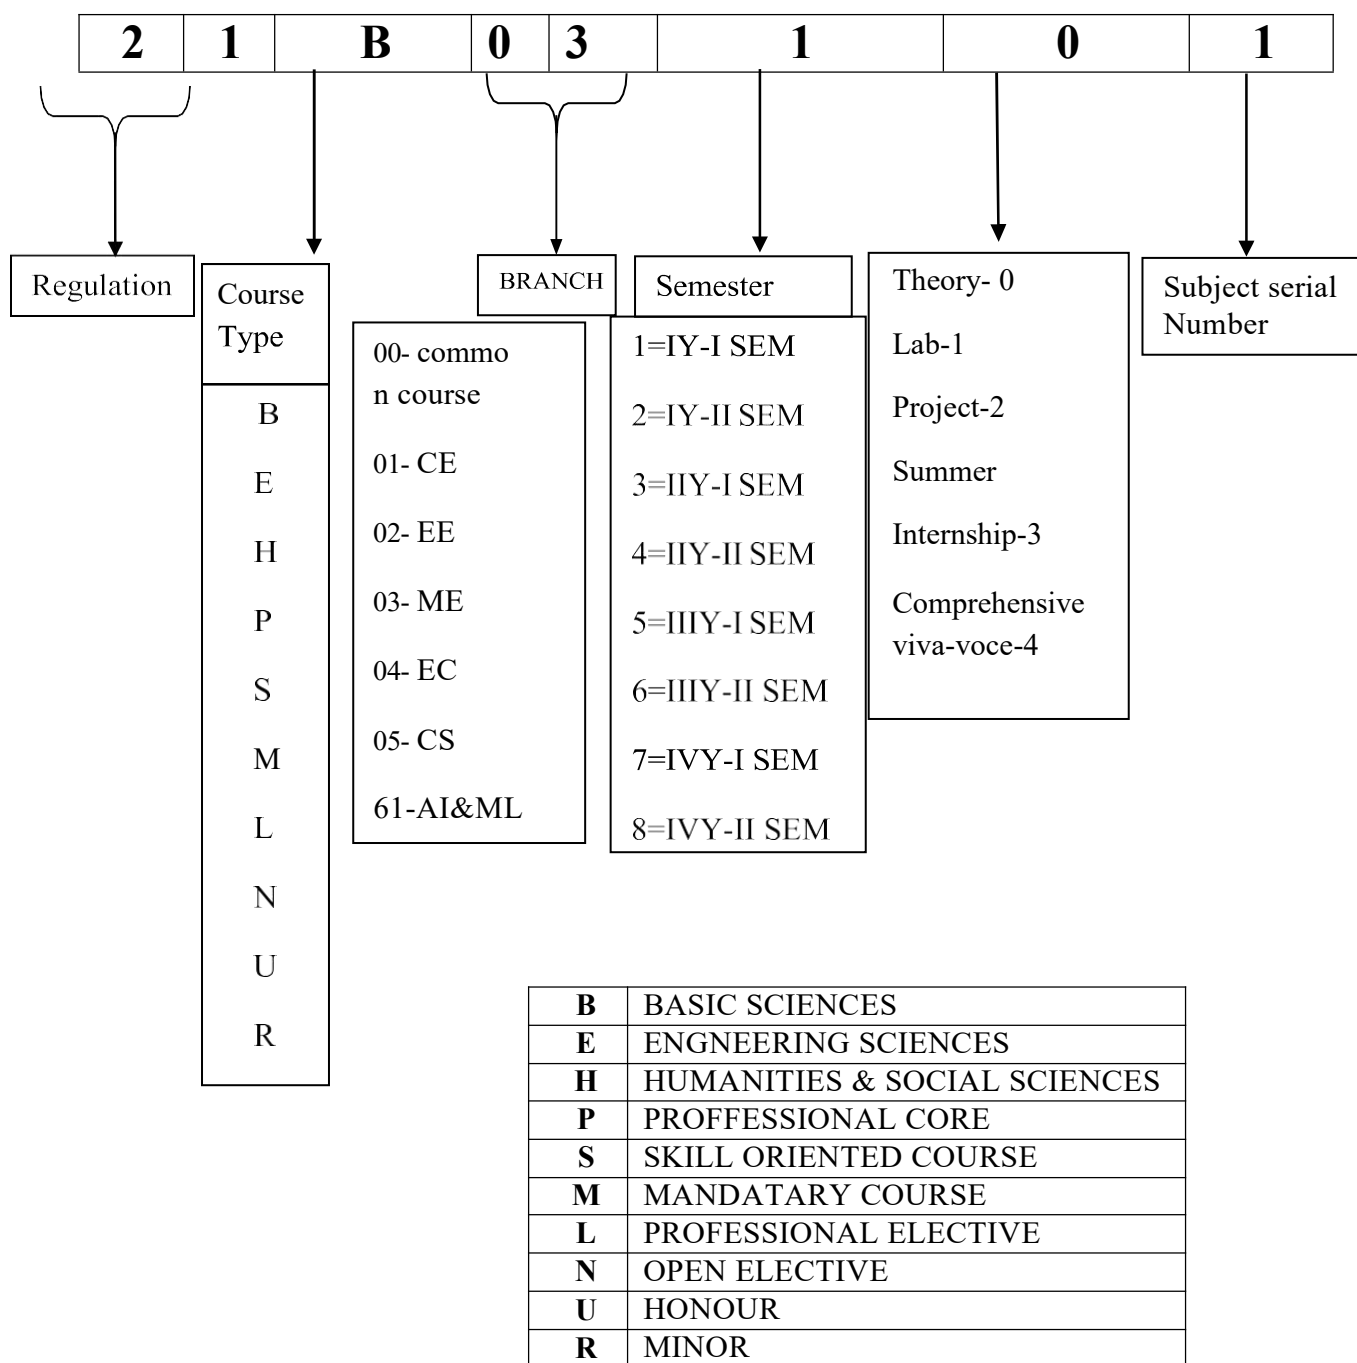 2 1 B 0 3 1 0 1
Regulation
Course
Type
B
E
H
P
S
M
L
N
U
R
BRANCH
00- commo
n course
01- CE
02- EE
03- ME
04- EC
05- CS
61-AI&ML
Semester
1=IY-I SEM
2=IY-II SEM
3=IIY-I SEM
4=IIY-II SEM
5=IIIY-I SEM
6=IIIY-II SEM
7=IVY-I SEM
8=IVY-II SEM
Theory- 0
Lab-1
Project-2
Summer
Internship-3
Comprehensive
viva-voce-4
Subject serial
Number
B BASIC SCIENCES
E ENGNEERING SCIENCES
H HUMANITIES & SOCIAL SCIENCES
P PROFFESSIONAL CORE
S SKILL ORIENTED COURSE
M MANDATARY COURSE
L PROFESSIONAL ELECTIVE
N OPEN ELECTIVE
U HONOUR
R MINOR